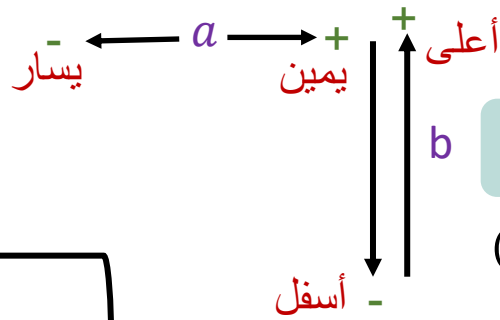 - a + +
يسار يمين أعلى
b
أسفل -
(